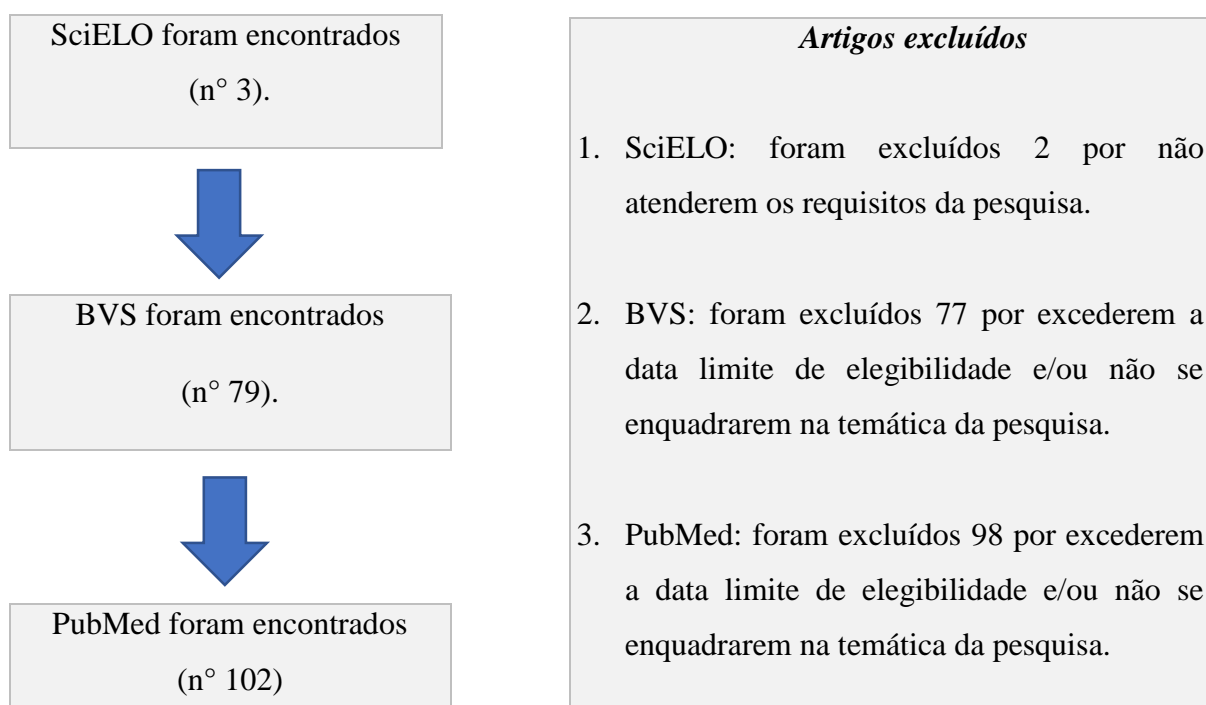 SciELO foram encontrados
(n° 3).
BVS foram encontrados
(n° 79).
PubMed foram encontrados
(n° 102)
Artigos excluídos
1. SciELO: foram excluídos 2 por não
atenderem os requisitos da pesquisa.
2. BVS: foram excluídos 77 por excederem a
data limite de elegibilidade e/ou não se
enquadrarem na temática da pesquisa.
3. PubMed: foram excluídos 98 por excederem
a data limite de elegibilidade e/ou não se
enquadrarem na temática da pesquisa.